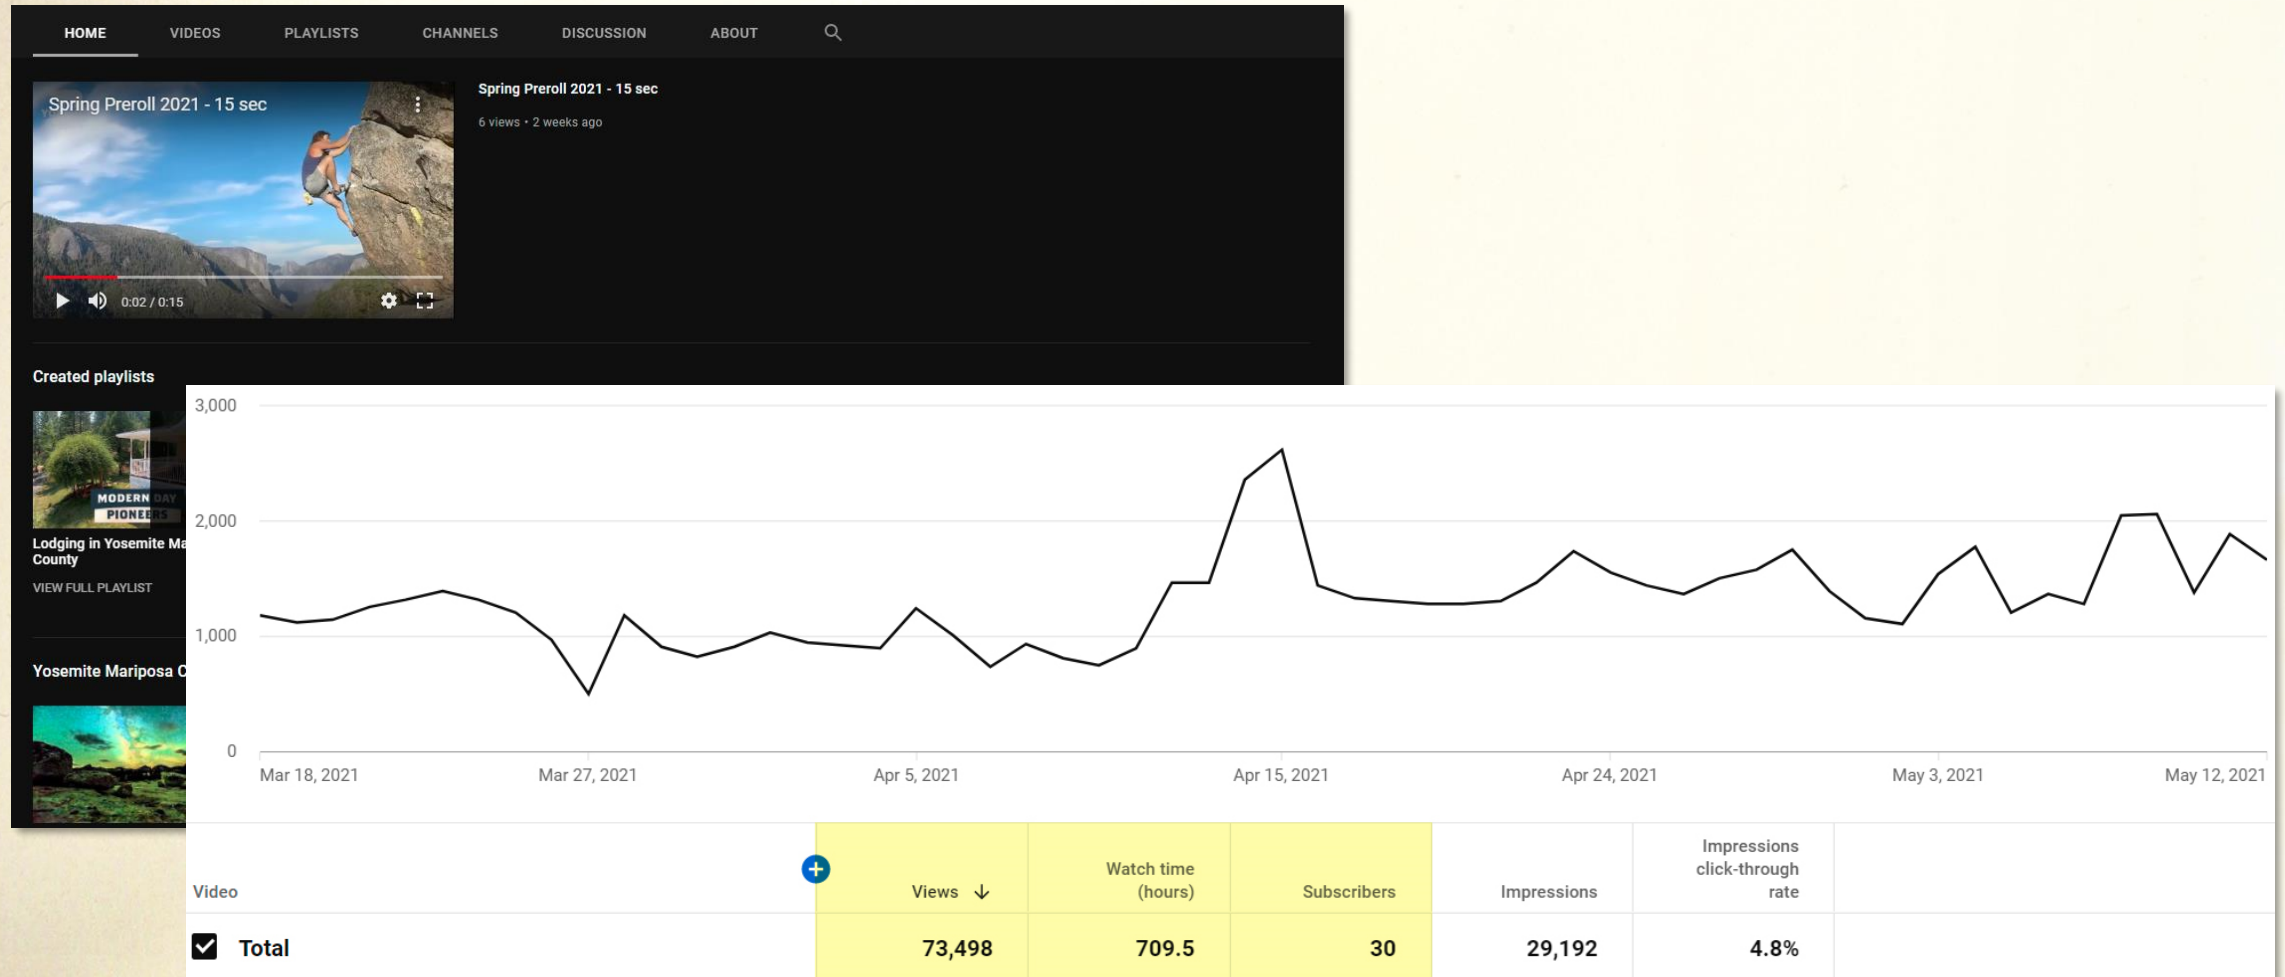 HOME VIDEOS PLAYLISTS CHANNELS DISCUSSION ABOUT
Spring Preroll 2021 - 15 sec
0:02 / 0:15
Spring Preroll 2021 - 15 sec
6 views • 2 weeks ago
Created playlists
MODERN DAY
PIONEERS
Lodging in Yosemite Ma
County
VIEW FULL PLAYLIST
Yosemite Mariposa C
3,000
2,000
1,000
0
Mar 18, 2021 Mar 27, 2021 Apr 5, 2021 Apr 15, 2021 Apr 24, 2021 May 3, 2021 May 12, 2021
Video
Views
Watch time
(hours)
Subscribers
Impressions
Impressions
click-through
rate
Total 73,498 709.5 30 29,192 4.8%